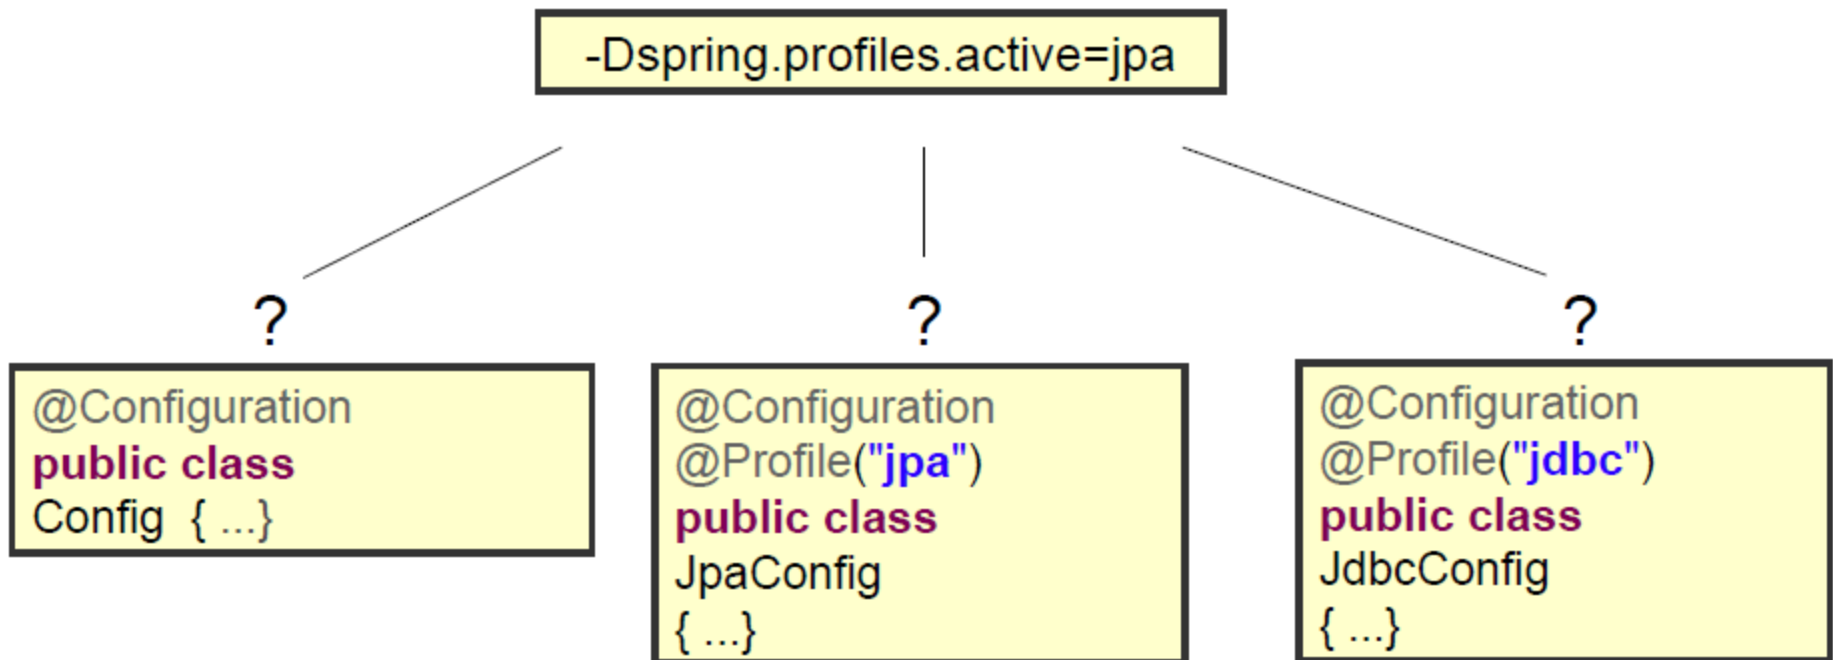 -Dspring.profiles.active=jpa
?
?
?
@Configuration
public class
Config { ...}
@Configuration
@Profile("jpa")
public class
JpaConfig
{ ...}
@Configuration
@Profile("jdbc")
public class
JdbcConfig
{ ...}